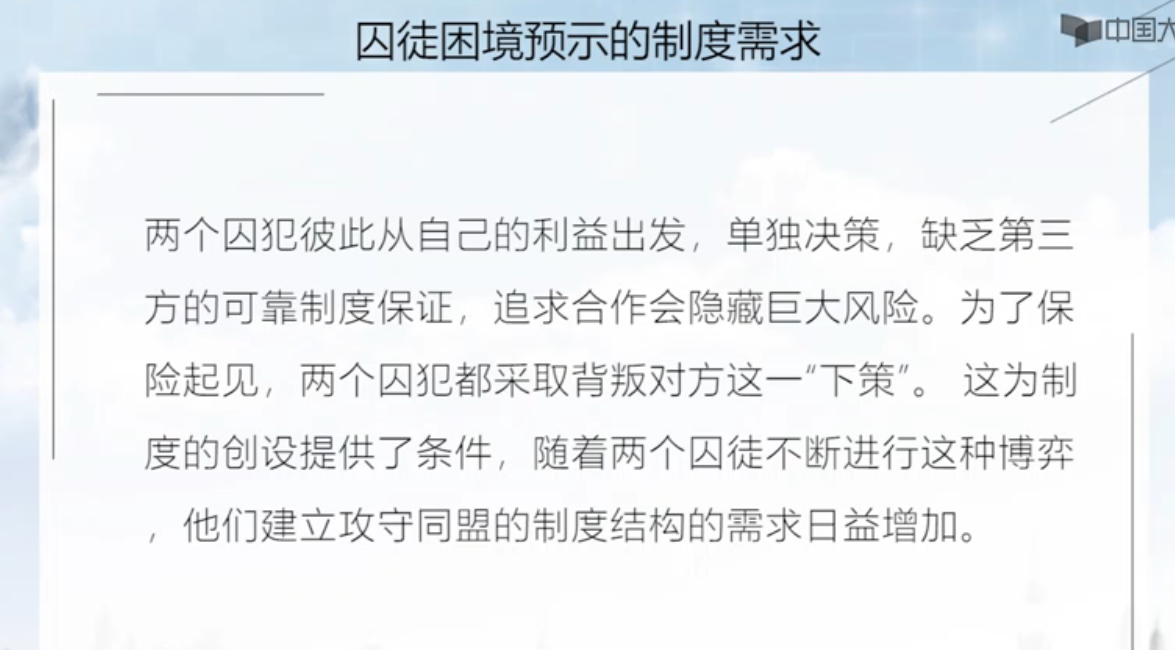 囚徒困境预示的制度需求
中国大
两个囚犯彼此从自己的利益出发，单独决策，缺乏第三
方的可靠制度保证，追求合作会隐藏巨大风险。为了保
险起见，两个囚犯都采取背叛对方这一“下策”。 这为制
度的创设提供了条件，随着两个囚徒不断进行这种博弈
，他们建立攻守同盟的制度结构的需求日益增加。